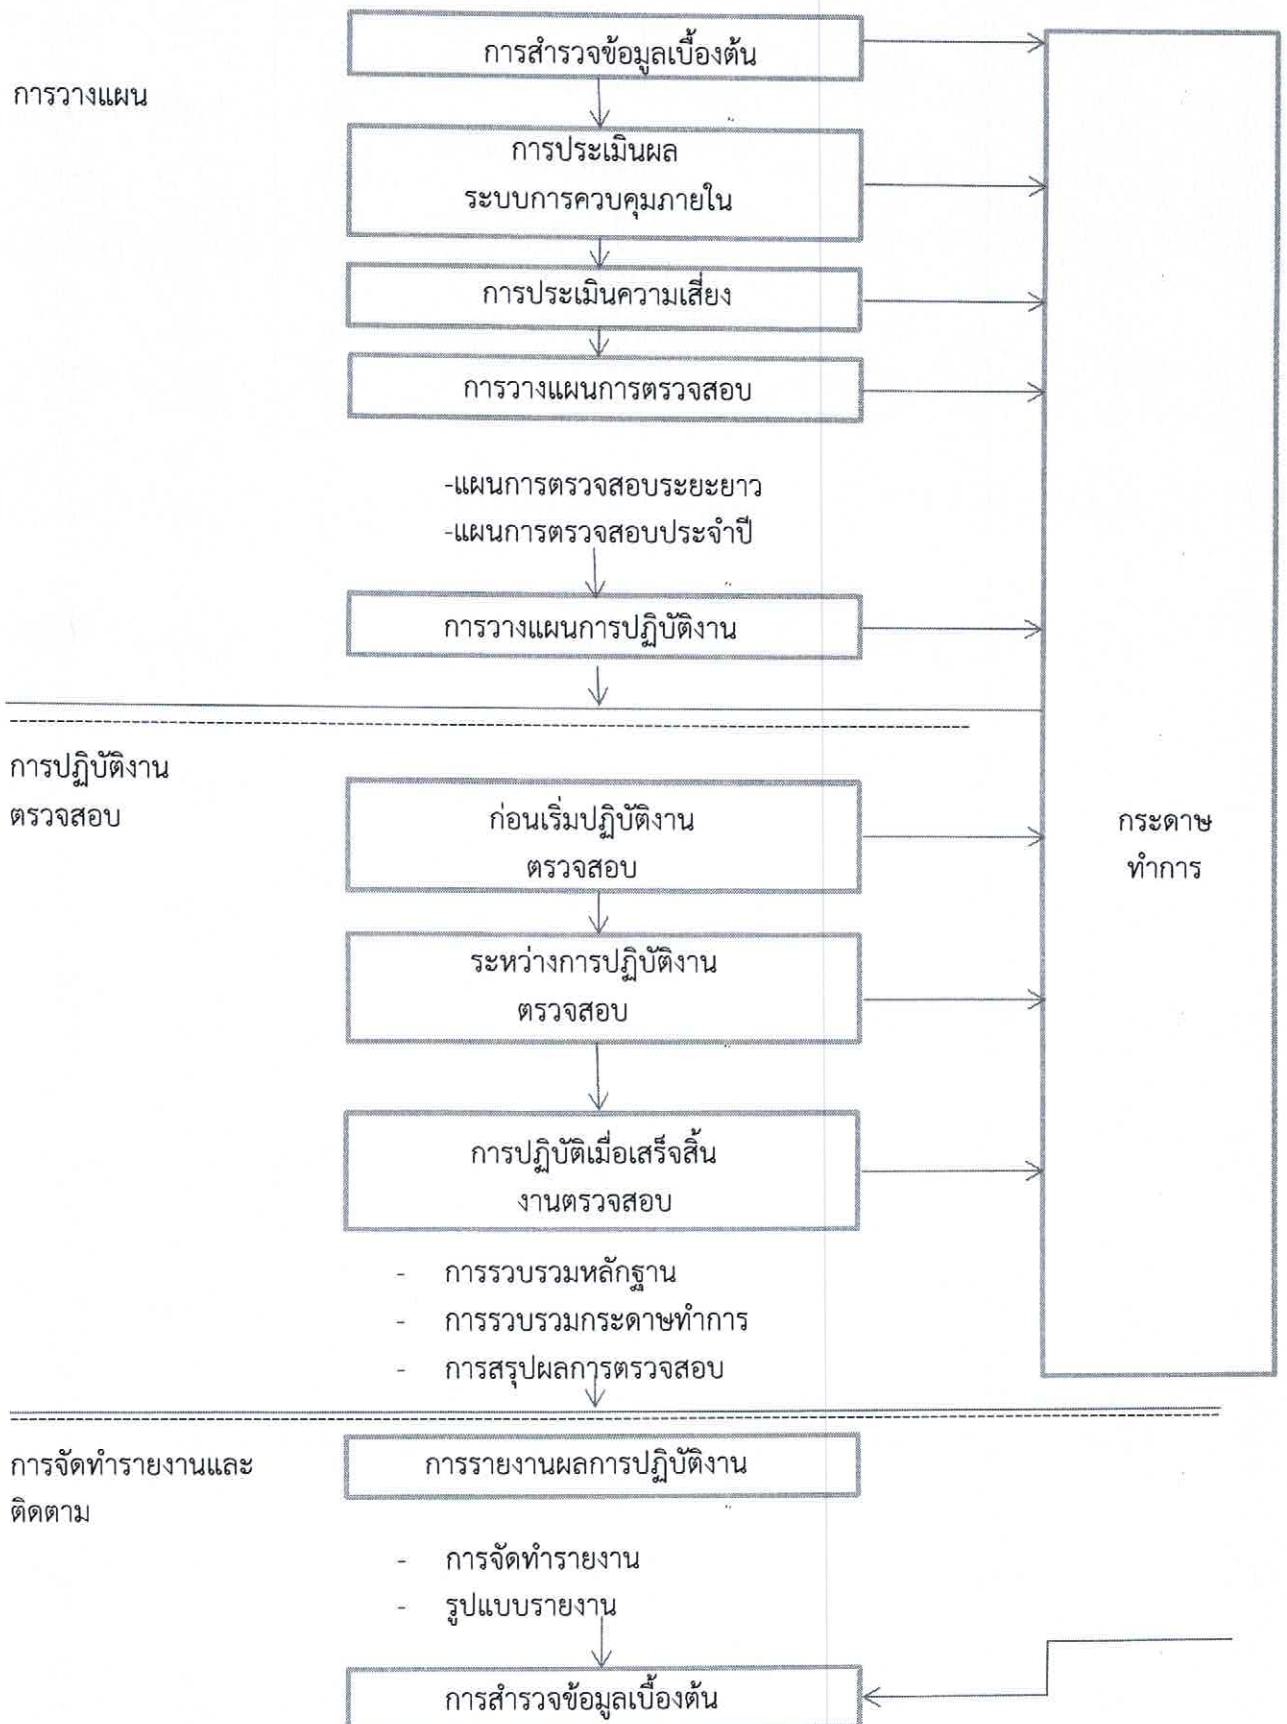 การสำรวจข้อมูลเบื้องต้น
การวางแผน
การประเมินผล
ระบบการควบคุมภายใน
การประเมินความเสี่ยง
การวางแผนการตรวจสอบ
-แผนการตรวจสอบระยะยาว
-แผนการตรวจสอบประจำปี
การวางแผนการปฏิบัติงาน
การปฏิบัติงาน
ตรวจสอบ
ก่อนเริ่มปฏิบัติงาน
ตรวจสอบ
กระดาษ
ทำการ
ระหว่างการปฏิบัติงาน
ตรวจสอบ
การปฏิบัติเมื่อเสร็จสิ้น
งานตรวจสอบ
- การรวบรวมหลักฐาน
- การรวบรวมกระดาษทำการ
- การสรุปผลการตรวจสอบ
การจัดทำรายงานและ
ติดตาม
การรายงานผลการปฏิบัติงาน
- การจัดทำรายงาน
- รูปแบบรายงาน
การสำรวจข้อมูลเบื้องต้น